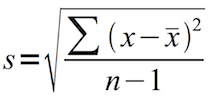 s = √(∑(x − x̄)² / (n − 1))